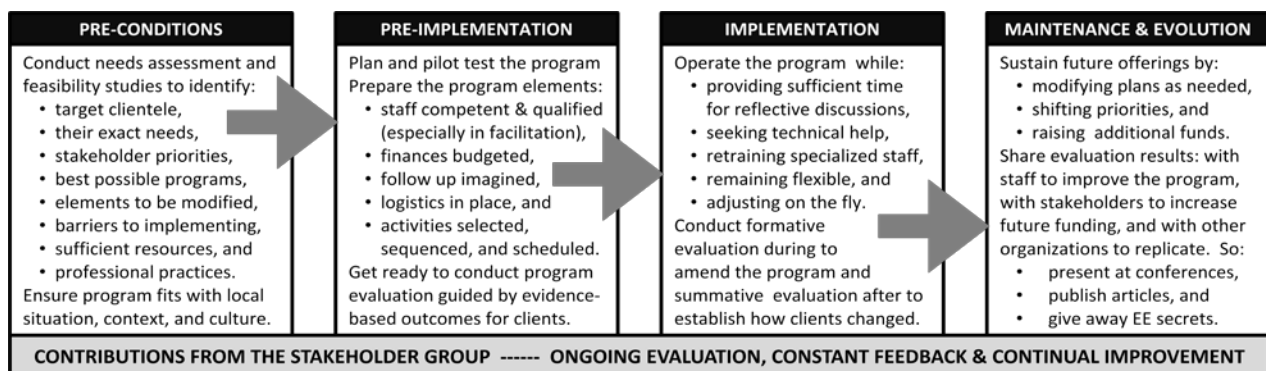 PRE-CONDITIONS
Conduct needs assessment and
feasibility studies to identify:
• target clientele,
• their exact needs,
• stakeholder priorities,
• best possible programs,
• elements to be modified,
• barriers to implementing,
• sufficient resources, and
• professional practices.
Ensure program fits with local
situation, context, and culture.
PRE-IMPLEMENTATION
Plan and pilot test the program
Prepare the program elements:
• staff competent & qualified
(especially in facilitation),
• finances budgeted,
• follow up imagined,
• logistics in place, and
• activities selected,
sequenced, and scheduled.
Get ready to conduct program
evaluation guided by evidence-
based outcomes for clients.
IMPLEMENTATION
Operate the program while:
• providing sufficient time
for reflective discussions,
• seeking technical help,
• retraining specialized staff,
• remaining flexible, and
• adjusting on the fly.
Conduct formative
evaluation during to
amend the program and
summative evaluation after to
establish how clients changed.
MAINTENANCE & EVOLUTION
Sustain future offerings by:
• modifying plans as needed,
• shifting priorities, and
• raising additional funds.
Share evaluation results: with
staff to improve the program,
with stakeholders to increase
future funding, and with other
organizations to replicate. So:
• present at conferences,
• publish articles, and
• give away EE secrets.
CONTRIBUTIONS FROM THE STAKEHOLDER GROUP ------ ONGOING EVALUATION, CONSTANT FEEDBACK & CONTINUAL IMPROVEMENT